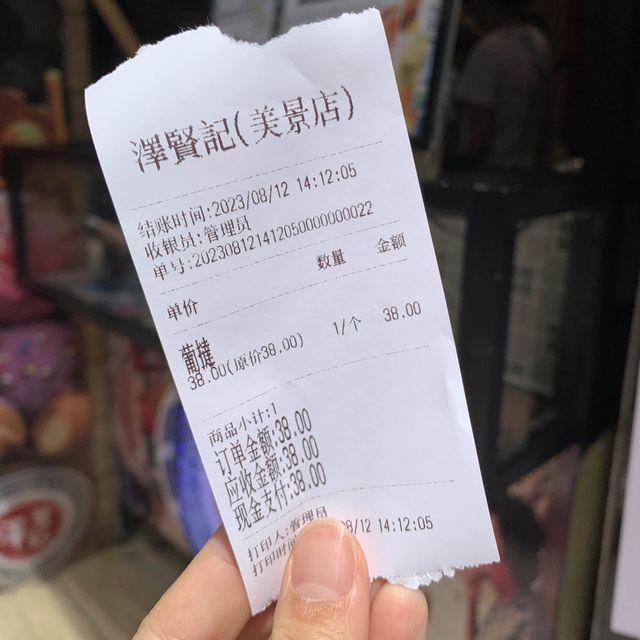 澤賢記(美景店)
结账时间:2023/08/12 14:12:05
收银员:管理员
单号:2023081214120500000000022
数量 金额
单价
葡撻
38.00(原价38.00) 1/个 38.00
商品小计:1
订单金额:38.00
应收金额:38.00
现金支付:38.00
打印人:管理员
打印时 08/12 14:12:05